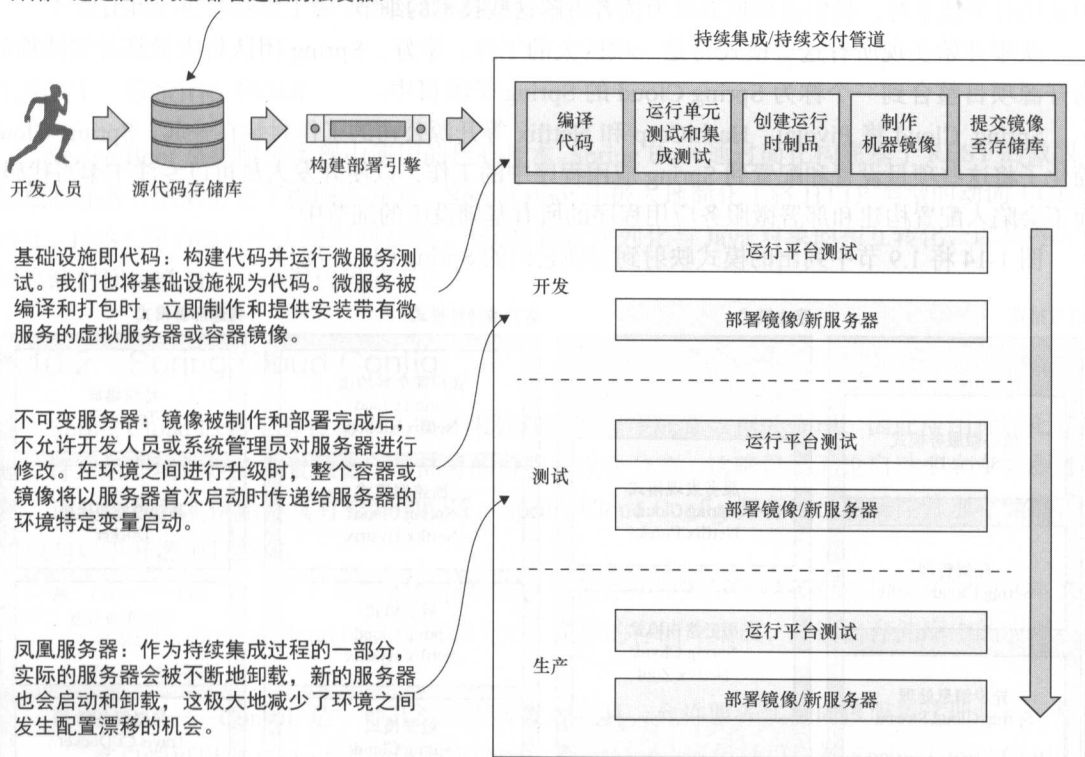 持续集成/持续交付管道
编译
代码
运行单元
测试和集
成测试
创建运行
时制品
制作
机器镜像
提交镜像
至存储库
开发人员
源代码存储库
构建部署引擎
基础设施即代码：构建代码并运行微服务测
试。我们也将基础设施视为代码。微服务被
编译和打包时，立即制作和提供安装带有微
服务的虚拟服务器或容器镜像。
开发
运行平台测试
部署镜像/新服务器
不可变服务器：镜像被制作和部署完成后，
不允许开发人员或系统管理员对服务器进行
修改。在环境之间进行升级时，整个容器或
镜像将以服务器首次启动时传递给服务器的
环境特定变量启动。
测试
运行平台测试
部署镜像/新服务器
凤凰服务器：作为持续集成过程的一部分，
实际的服务器会被不断地卸载，新的服务器
也会启动和卸载，这极大地减少了环境之间
发生配置漂移的机会。
生产
运行平台测试
部署镜像/新服务器